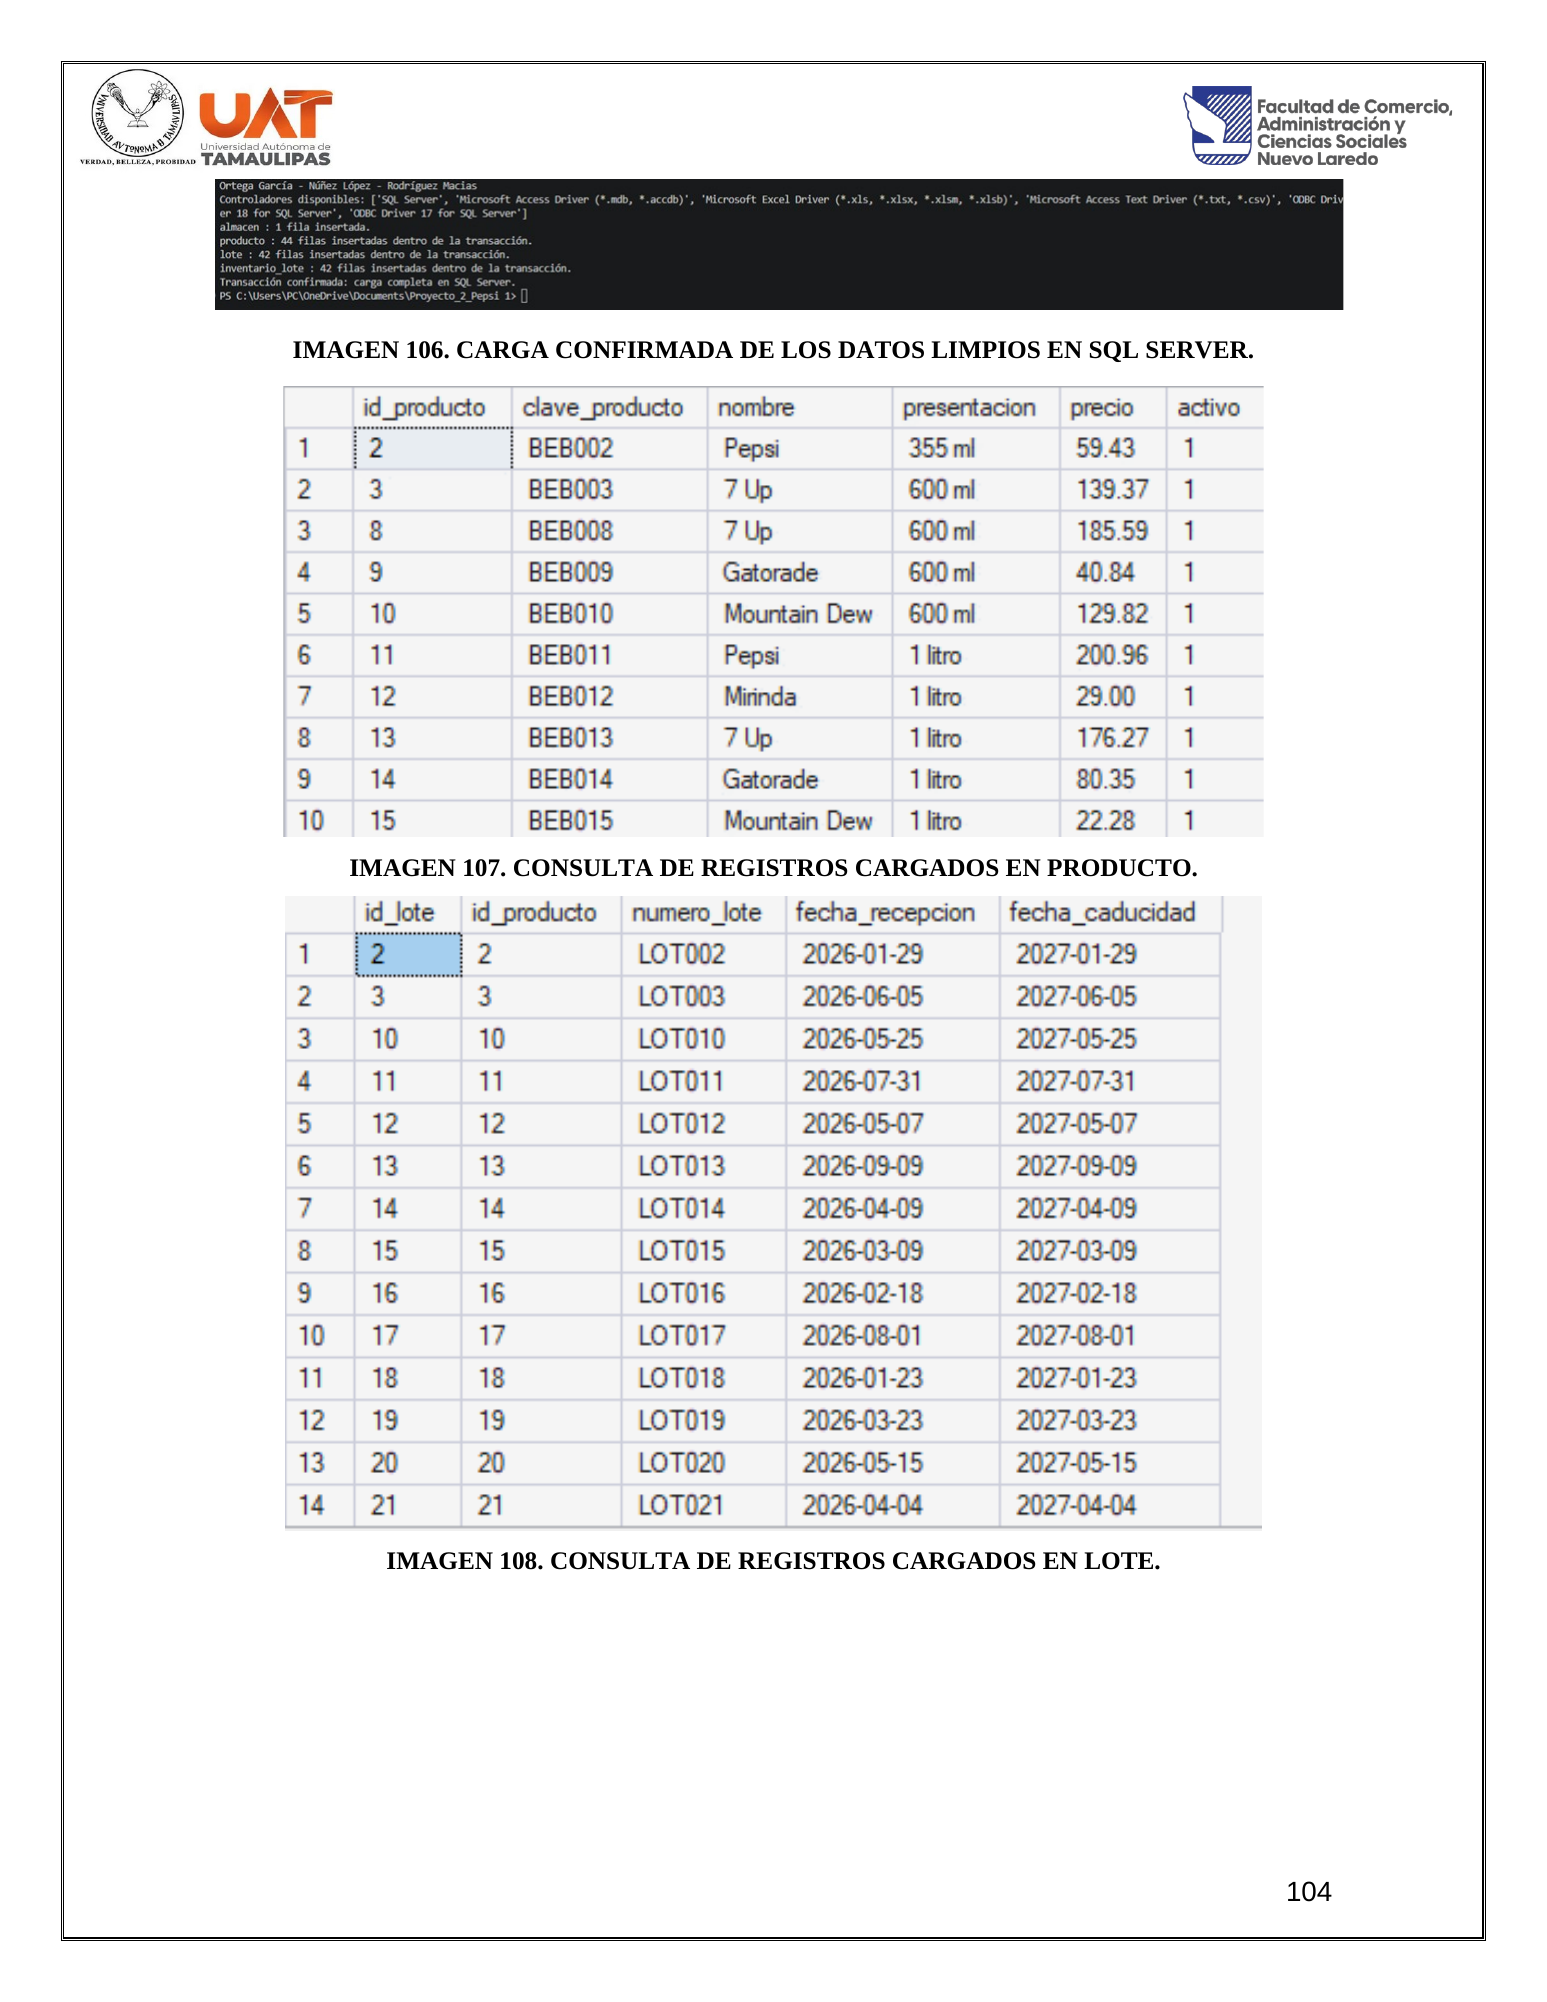 UNIVERSIDAD AVTONOMA D TAMAVLIPAS
VERDAD, BELLEZA, PROBIDAD
UAT
Universidad Autónoma de
TAMAULIPAS
Facultad de Comercio,
Administración y
Ciencias Sociales
Nuevo Laredo
Ortega García - Núñez López - Rodríguez Macias
Controladores disponibles: ['SQL Server', 'Microsoft Access Driver (*.mdb, *.accdb)', 'Microsoft Excel Driver (*.xls, *.xlsx, *.xlsm, *.xlsb)', 'Microsoft Access Text Driver (*.txt, *.csv)', 'ODBC Driv
er 18 for SQL Server', 'ODBC Driver 17 for SQL Server']
almacen : 1 fila insertada.
producto : 44 filas insertadas dentro de la transacción.
lote : 42 filas insertadas dentro de la transacción.
inventario_lote : 42 filas insertadas dentro de la transacción.
Transacción confirmada: carga completa en SQL Server.
PS C:\Users\PC\OneDrive\Documents\Proyecto_2_Pepsi 1>
IMAGEN 106. CARGA CONFIRMADA DE LOS DATOS LIMPIOS EN SQL SERVER.
id_producto clave_producto nombre presentacion precio activo
1 2 BEB002 Pepsi 355 ml 59.43 1
2 3 BEB003 7 Up 600 ml 139.37 1
3 8 BEB008 7 Up 600 ml 185.59 1
4 9 BEB009 Gatorade 600 ml 40.84 1
5 10 BEB010 Mountain Dew 600 ml 129.82 1
6 11 BEB011 Pepsi 1 litro 200.96 1
7 12 BEB012 Mirinda 1 litro 29.00 1
8 13 BEB013 7 Up 1 litro 176.27 1
9 14 BEB014 Gatorade 1 litro 80.35 1
10 15 BEB015 Mountain Dew 1 litro 22.28 1
IMAGEN 107. CONSULTA DE REGISTROS CARGADOS EN PRODUCTO.
id_lote id_producto numero_lote fecha_recepcion fecha_caducidad
1 2 2 LOT002 2026-01-29 2027-01-29
2 3 3 LOT003 2026-06-05 2027-06-05
3 10 10 LOT010 2026-05-25 2027-05-25
4 11 11 LOT011 2026-07-31 2027-07-31
5 12 12 LOT012 2026-05-07 2027-05-07
6 13 13 LOT013 2026-09-09 2027-09-09
7 14 14 LOT014 2026-04-09 2027-04-09
8 15 15 LOT015 2026-03-09 2027-03-09
9 16 16 LOT016 2026-02-18 2027-02-18
10 17 17 LOT017 2026-08-01 2027-08-01
11 18 18 LOT018 2026-01-23 2027-01-23
12 19 19 LOT019 2026-03-23 2027-03-23
13 20 20 LOT020 2026-05-15 2027-05-15
14 21 21 LOT021 2026-04-04 2027-04-04
IMAGEN 108. CONSULTA DE REGISTROS CARGADOS EN LOTE.
104